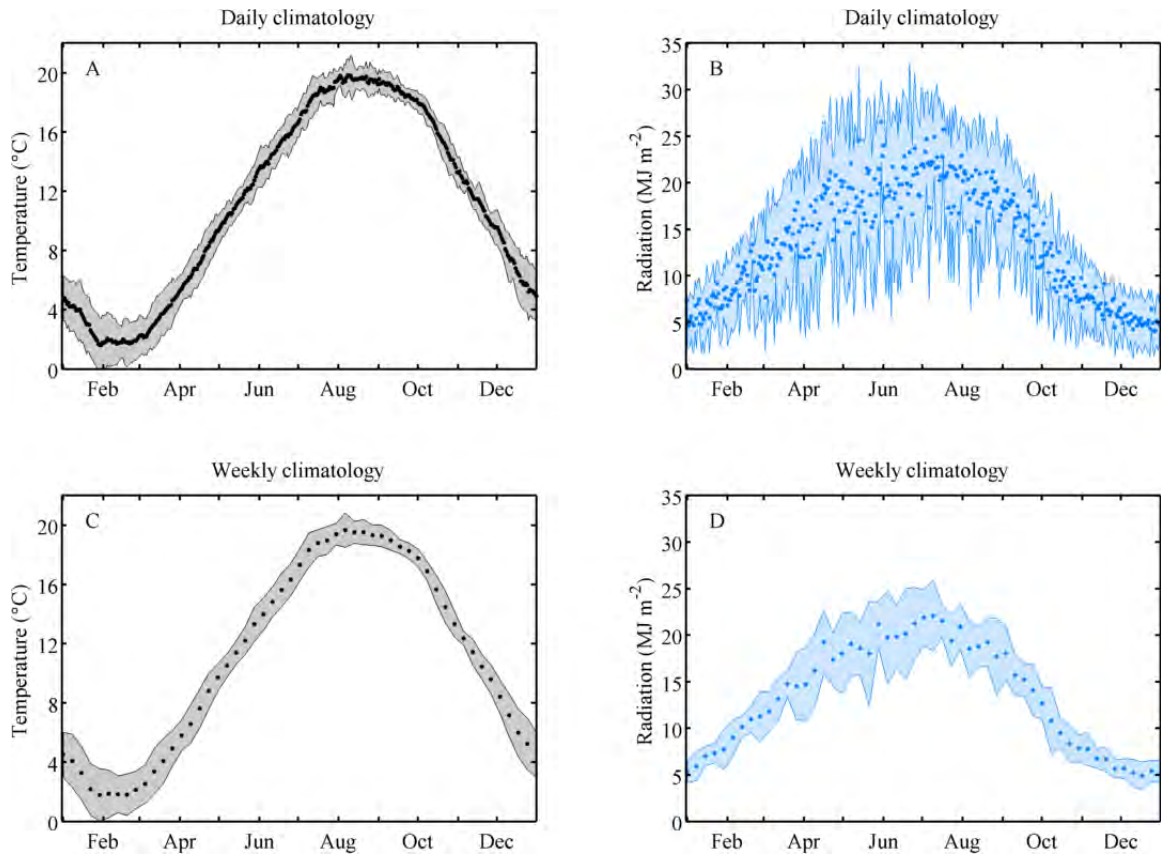 Daily climatology
A
Temperature (°C)
20
16
12
8
4
0
Feb Apr Jun Aug Oct Dec
Daily climatology
B
Radiation (MJ m⁻²)
35
30
25
20
15
10
5
0
Feb Apr Jun Aug Oct Dec
Weekly climatology
C
Temperature (°C)
20
16
12
8
4
0
Feb Apr Jun Aug Oct Dec
Weekly climatology
D
Radiation (MJ m⁻²)
35
30
25
20
15
10
5
0
Feb Apr Jun Aug Oct Dec